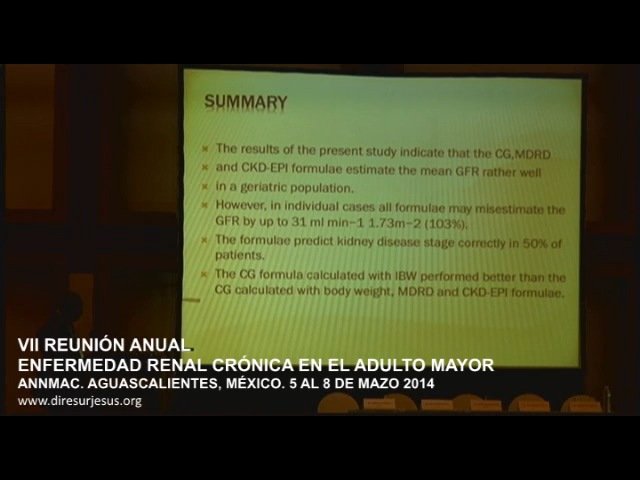 SUMMARY
The results of the present study indicate that the CG,MDRD
and CKD-EPI formulae estimate the mean GFR rather well
in a geriatric population.
However, in individual cases all formulae may misestimate the
GFR by up to 31 ml min−1 1.73m−2 (103%).
The formulae predict kidney disease stage correctly in 50% of
patients.
The CG formula calculated with IBW performed better than the
CG calculated with body weight, MDRD and CKD-EPI formulae.
VII REUNIÓN ANUAL.
ENFERMEDAD RENAL CRÓNICA EN EL ADULTO MAYOR
ANNMAC. AGUASCALIENTES, MÉXICO. 5 AL 8 DE MAZO 2014
www.diresurjesus.org